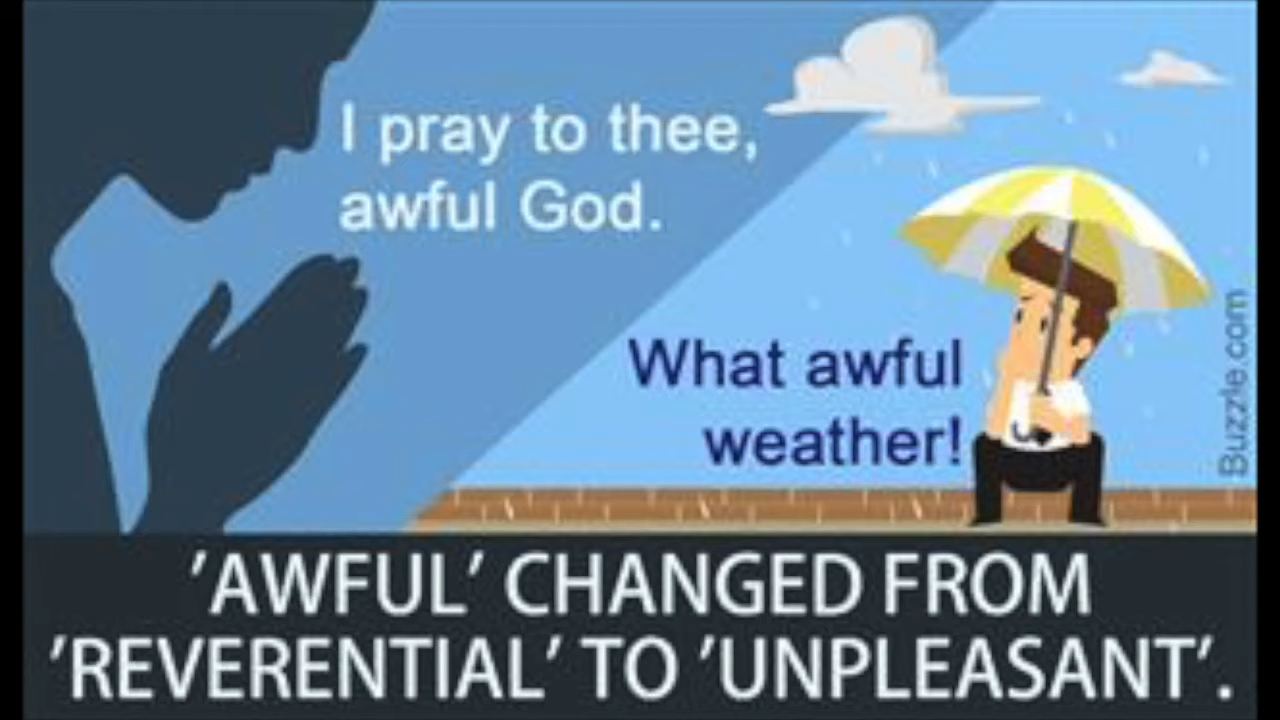 I pray to thee,
awful God.
What awful
weather!
Buzzle.com
'AWFUL' CHANGED FROM
'REVERENTIAL' TO 'UNPLEASANT'.